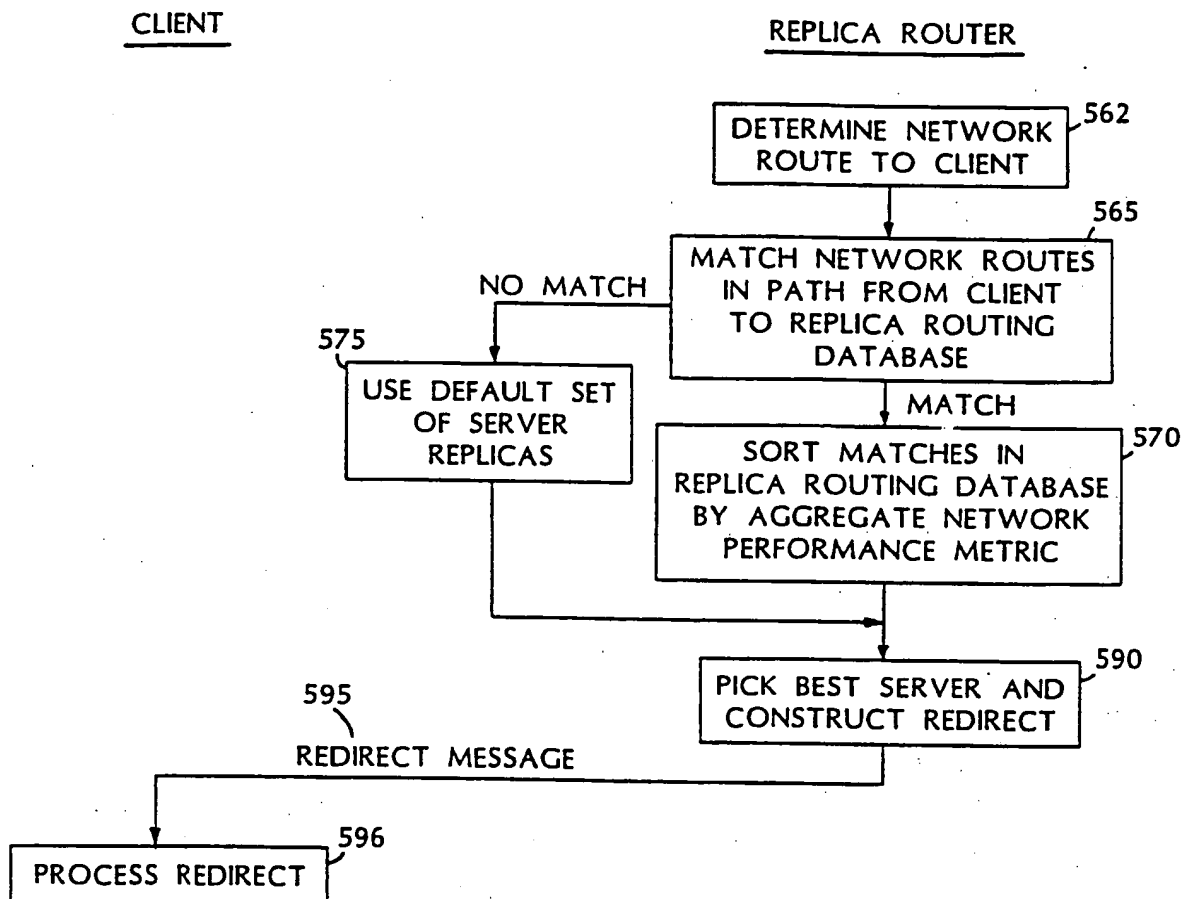 CLIENT
REPLICA ROUTER
562
DETERMINE NETWORK
ROUTE TO CLIENT
565
MATCH NETWORK ROUTES
IN PATH FROM CLIENT
TO REPLICA ROUTING
DATABASE
NO MATCH
575
USE DEFAULT SET
OF SERVER
REPLICAS
MATCH
570
SORT MATCHES IN
REPLICA ROUTING DATABASE
BY AGGREGATE NETWORK
PERFORMANCE METRIC
590
PICK BEST SERVER AND
CONSTRUCT REDIRECT
595
REDIRECT MESSAGE
596
PROCESS REDIRECT